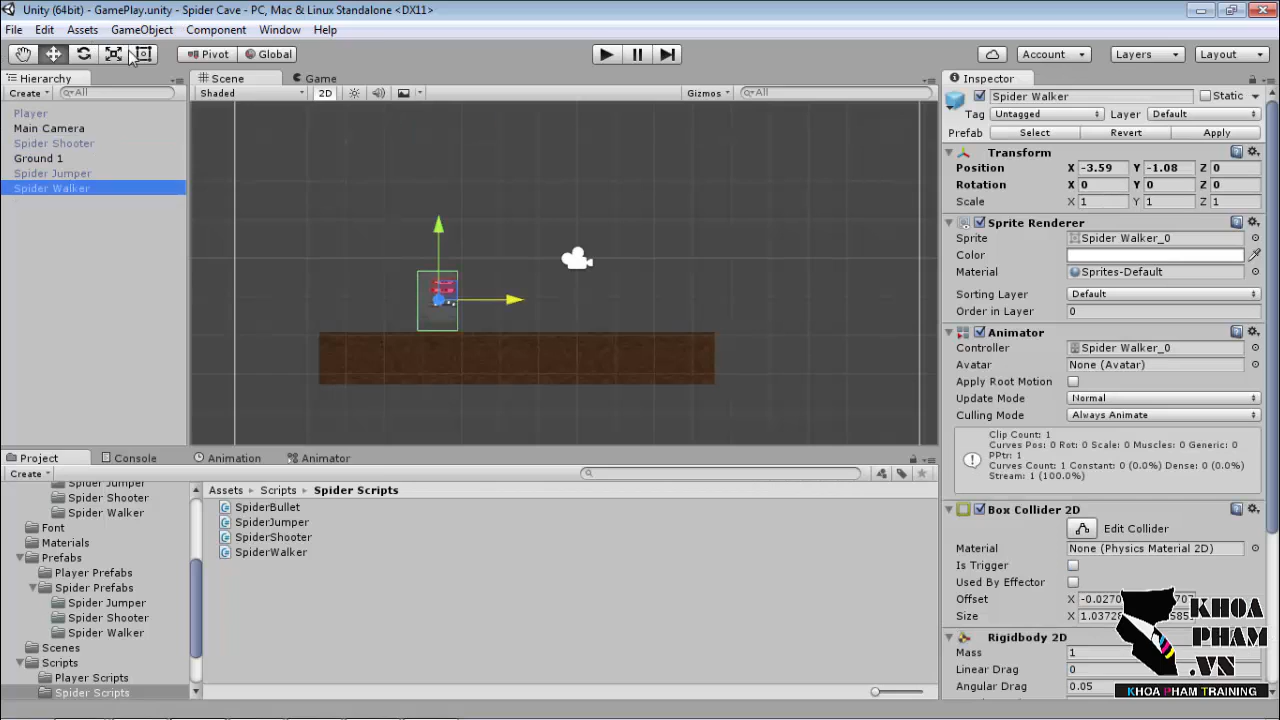 Unity (64bit) - GamePlay.unity - Spider Cave - PC, Mac & Linux Standalone <DX11>
File Edit Assets GameObject Component Window Help
Pivot Global Account Layers Layout
Hierarchy Scene Game Inspector
Create All Shaded 2D Gizmos All
Player
Main Camera
Spider Shooter
Ground 1
Spider Jumper
Spider Walker
Spider Walker Static
Tag Untagged Layer Default
Prefab Select Revert Apply
Transform
Position X -3.59 Y -1.08 Z 0
Rotation X 0 Y 0 Z 0
Scale X 1 Y 1 Z 1
Sprite Renderer
Sprite Spider Walker_0
Color
Material Sprites-Default
Sorting Layer Default
Order in Layer 0
Animator
Controller Spider Walker_0
Avatar None (Avatar)
Apply Root Motion
Update Mode Normal
Culling Mode Always Animate
Clip Count: 1
Curves Pos: 0 Rot: 0 Scale: 0 Muscles: 0 Generic: 0
PPtr: 1
Curves Count: 1 Constant: 0 (0.0%) Dense: 0 (0.0%)
Stream: 1 (100.0%)
Box Collider 2D
Edit Collider
Material None (Physics Material 2D)
Is Trigger
Used By Effector
Offset X
Size X
Rigidbody 2D
Mass 1
Linear Drag 0
Angular Drag 0.05
Project Console Animation Animator
Create
Spider Jumper
Spider Shooter
Spider Walker
Font
Materials
Prefabs
Player Prefabs
Spider Prefabs
Spider Jumper
Spider Shooter
Spider Walker
Scenes
Scripts
Player Scripts
Spider Scripts
Assets Scripts Spider Scripts
SpiderBullet
SpiderJumper
SpiderShooter
SpiderWalker
KHOA
PHAM
.VN
KHOA PHAM TRAINING